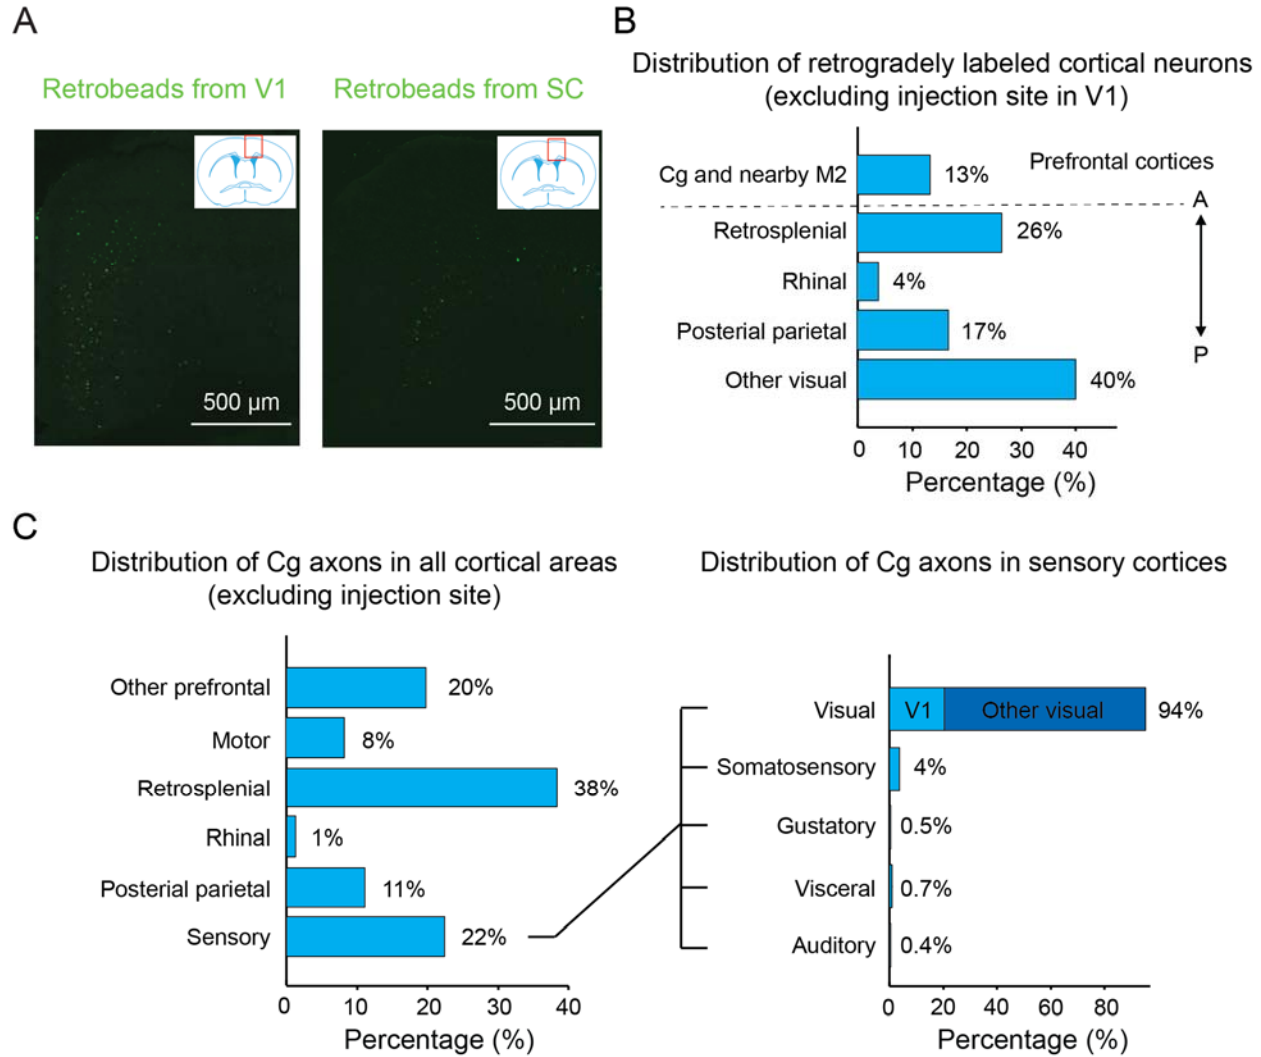 A
Retrobeads from V1
Retrobeads from SC
500 µm
500 µm
B
Distribution of retrogradely labeled cortical neurons
(excluding injection site in V1)
Cg and nearby M2
13%
Prefrontal cortices
A
Retrosplenial
26%
Rhinal
4%
Posterial parietal
17%
P
Other visual
40%
0 10 20 30 40
Percentage (%)
C
Distribution of Cg axons in all cortical areas
(excluding injection site)
Other prefrontal
20%
Motor
8%
Retrosplenial
38%
Rhinal
1%
Posterial parietal
11%
Sensory
22%
0 10 20 30 40
Percentage (%)
Distribution of Cg axons in sensory cortices
Visual
V1
Other visual
94%
Somatosensory
4%
Gustatory
0.5%
Visceral
0.7%
Auditory
0.4%
0 20 40 60 80
Percentage (%)